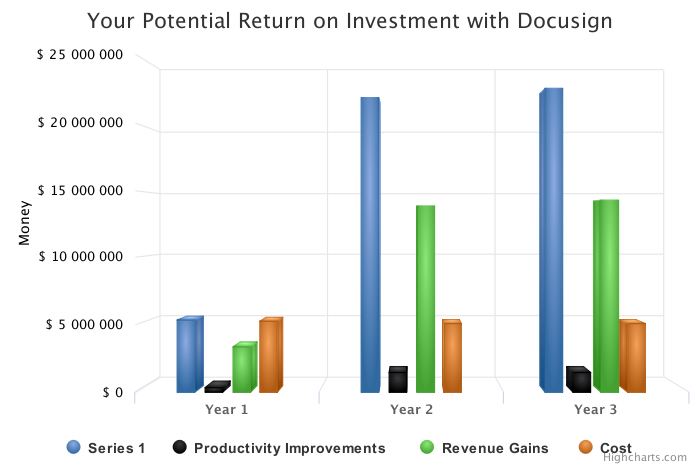 Your Potential Return on Investment with Docusign
$ 25 000 000
$ 20 000 000
$ 15 000 000
$ 10 000 000
$ 5 000 000
$ 0
Money
Year 1 Year 2 Year 3
Series 1 Productivity Improvements Revenue Gains Cost
Highcharts.com